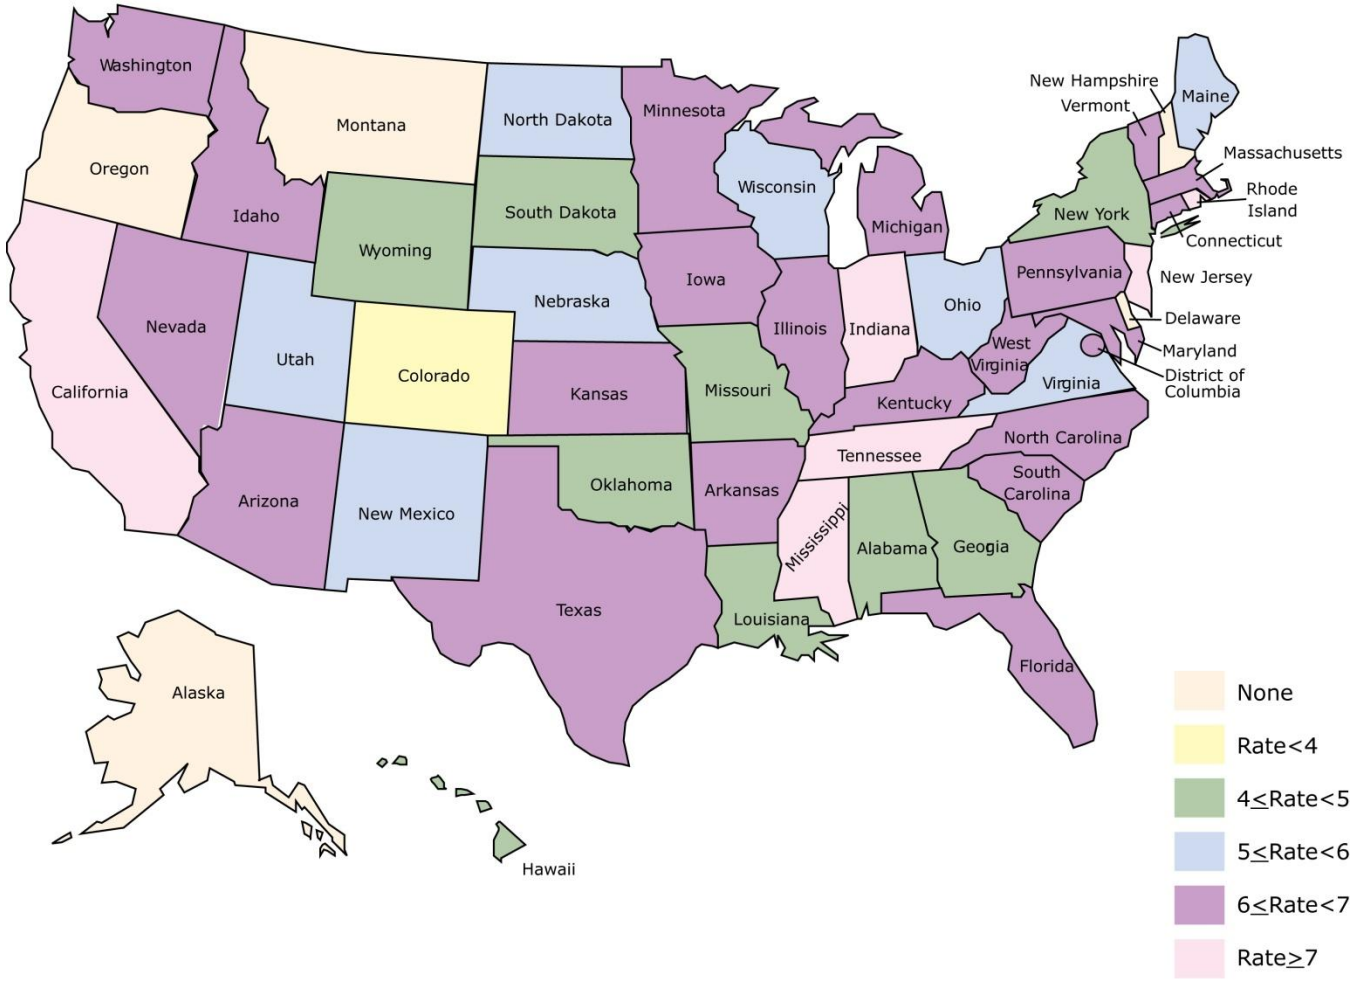 Washington
Montana
North Dakota
Minnesota
New Hampshire
Vermont
Maine
Oregon
Idaho
Wyoming
South Dakota
Wisconsin
Michigan
New York
Massachusetts
Rhode
Island
Connecticut
Nevada
Utah
Colorado
Nebraska
Iowa
Illinois
Indiana
Ohio
Pennsylvania
New Jersey
Delaware
Maryland
District of
Columbia
West
Virginia
Virginia
California
Kansas
Missouri
Kentucky
North Carolina
Tennessee
South
Carolina
Arizona
New Mexico
Oklahoma
Arkansas
Mississippi
Alabama
Geogia
Texas
Louisiana
Florida
Alaska
Hawaii
None
Rate<4
4≤Rate<5
5≤Rate<6
6≤Rate<7
Rate≥7